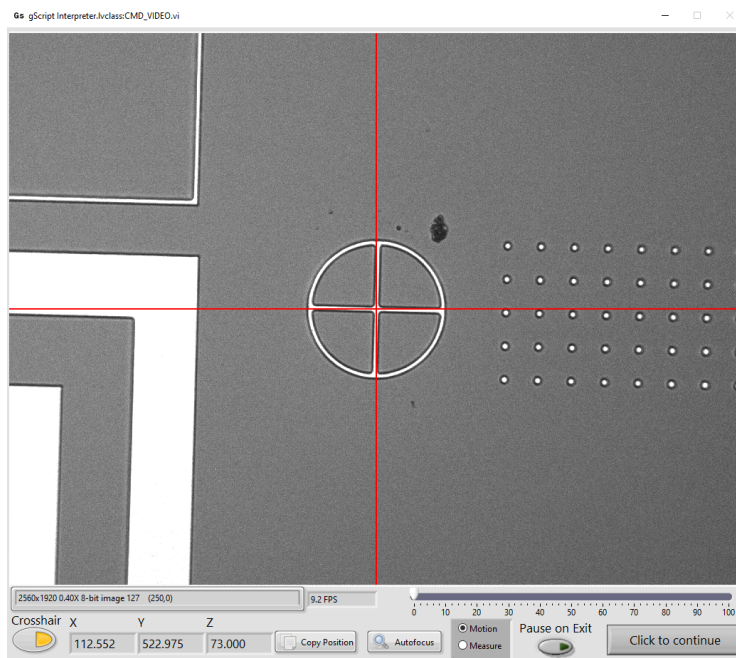 Gs gScript Interpreter.lvclass:CMD_VIDEO.vi
2560x1920 0.40X 8-bit image 127 (250,0)
9.2 FPS
0 10 20 30 40 50 60 70 80 90 100
Crosshair X Y Z
112.552 522.975 73.000
Copy Position
Autofocus
Motion
Measure
Pause on Exit
Click to continue